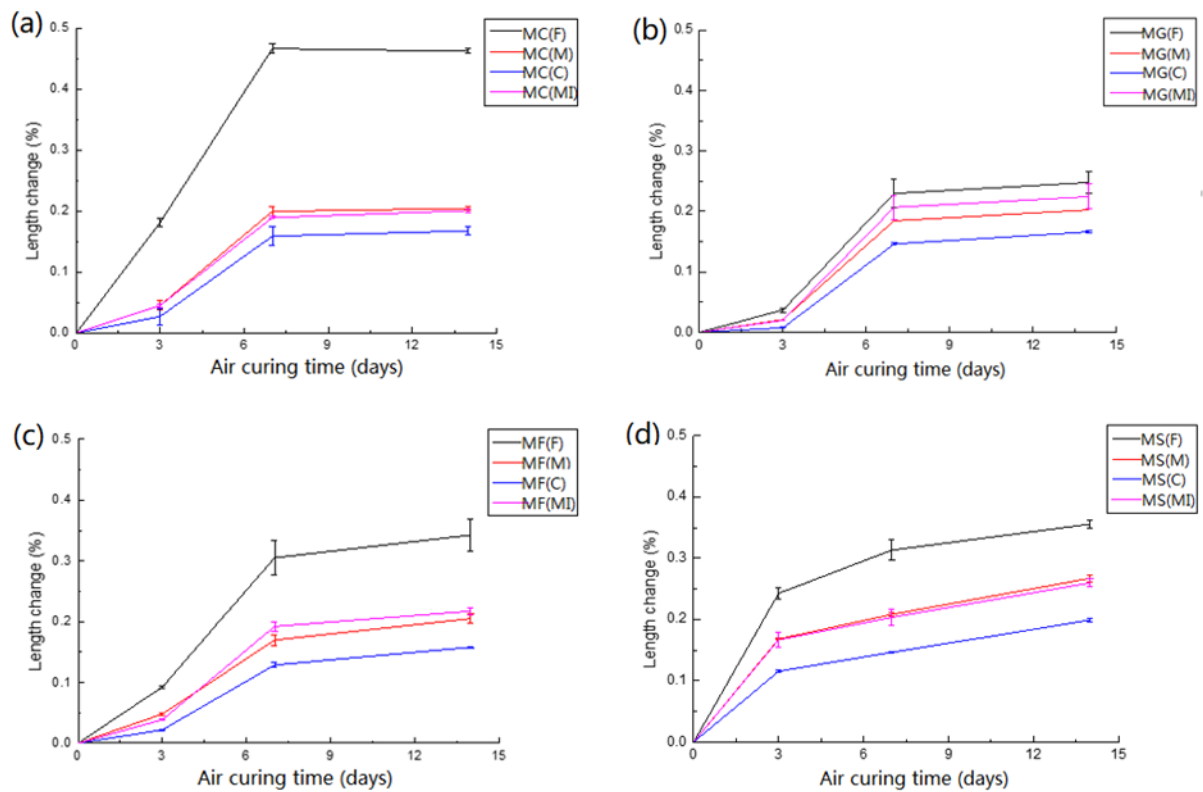 (a)
MC(F)
MC(M)
MC(C)
MC(MI)
0.5
0.4
0.3
0.2
0.1
0.0
Length change (%)
0 3 6 9 12 15
Air curing time (days)
(b)
MG(F)
MG(M)
MG(C)
MG(MI)
0.5
0.4
0.3
0.2
0.1
0.0
Length change (%)
0 3 6 9 12 15
Air curing time (days)
(c)
MF(F)
MF(M)
MF(C)
MF(MI)
0.5
0.4
0.3
0.2
0.1
0.0
Length change (%)
0 3 6 9 12 15
Air curing time (days)
(d)
MS(F)
MS(M)
MS(C)
MS(MI)
0.5
0.4
0.3
0.2
0.1
0.0
Length change (%)
0 3 6 9 12 15
Air curing time (days)